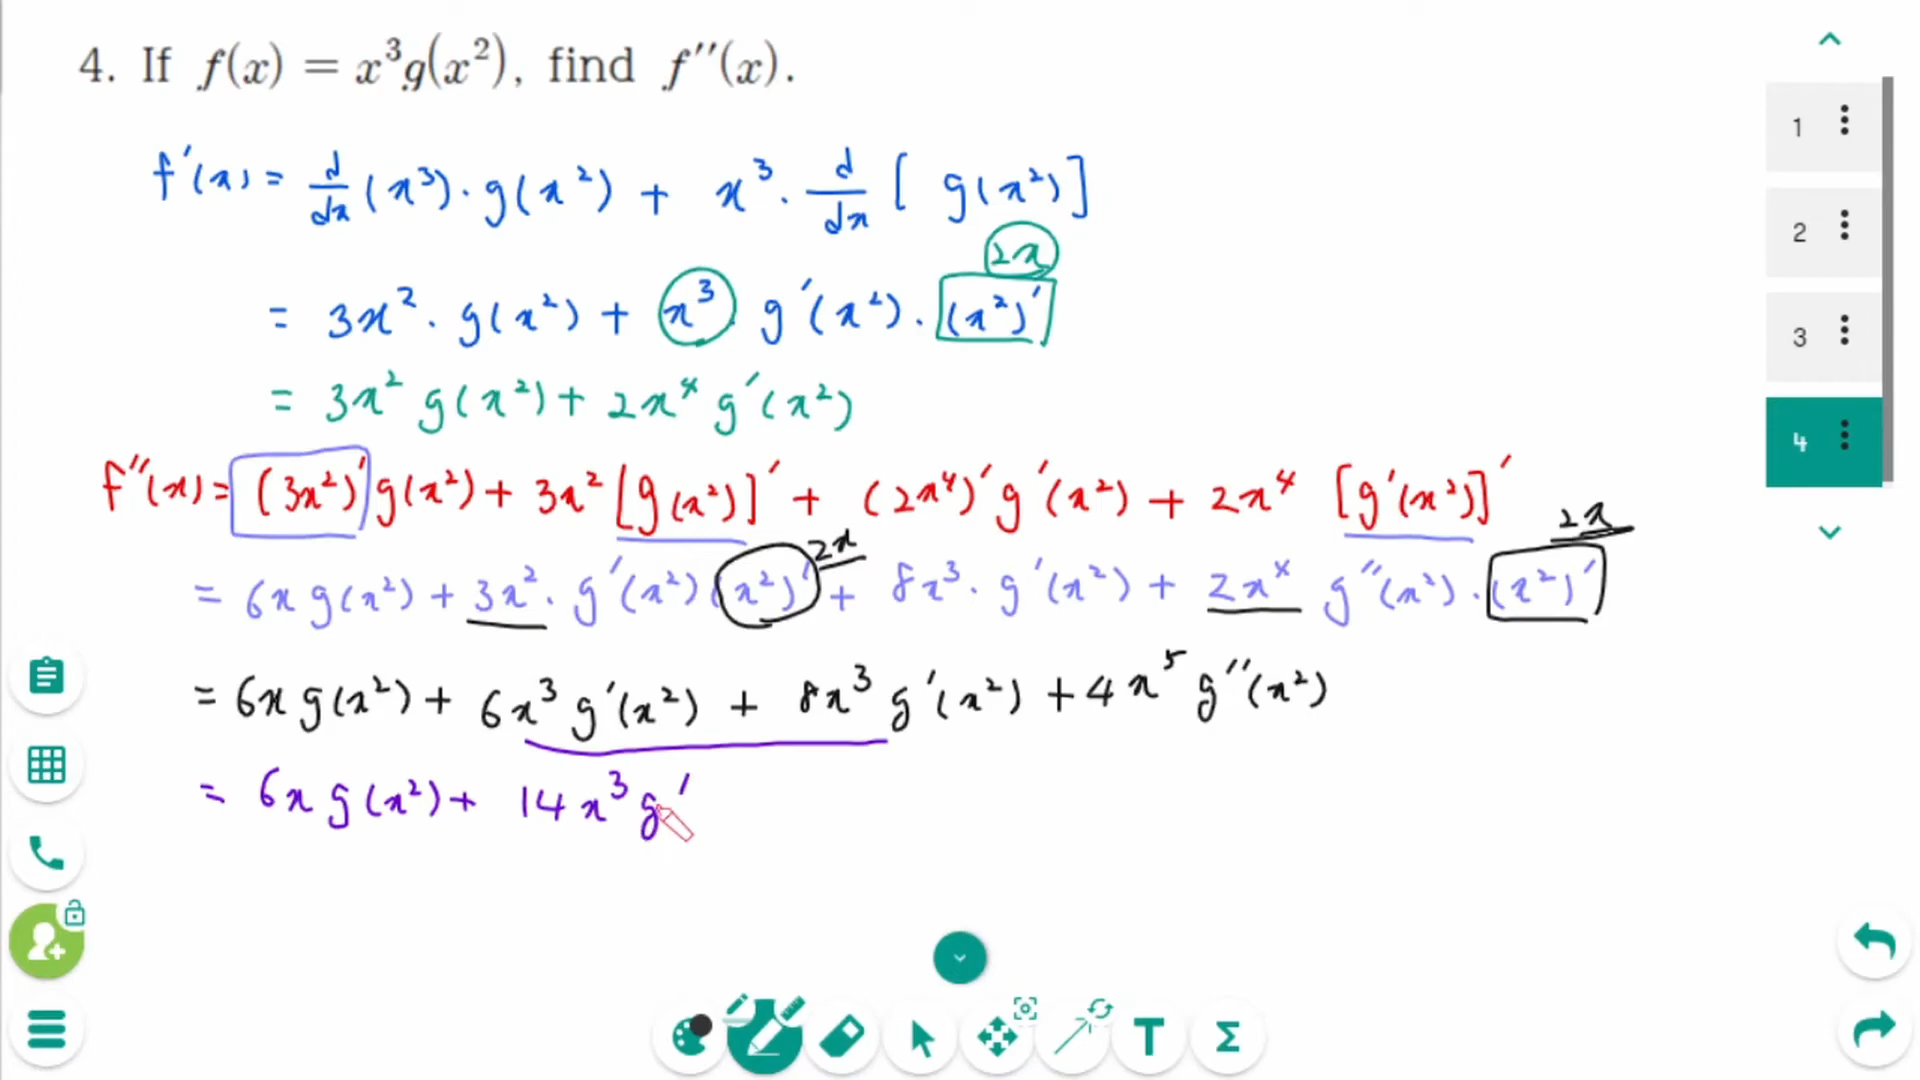 4. If f(x) = x³g(x²), find f''(x).
f'(x) = d/dx (x³) · g(x²) + x³ · d/dx [ g(x²) ]
2x
= 3x² · g(x²) + x³ · g'(x²) · (x²)'
= 3x² g(x²) + 2x⁴ g'(x²)
f''(x) = (3x²)' g(x²) + 3x² [g(x²)]' + (2x⁴)' g'(x²) + 2x⁴ [g'(x²)]'
2x 2x
= 6x g(x²) + 3x² · g'(x²) (x²)' + 8x³ · g'(x²) + 2x⁴ g''(x²) · (x²)'
= 6x g(x²) + 6x³ g'(x²) + 8x³ g'(x²) + 4x⁵ g''(x²)
= 6x g(x²) + 14x³ g'
1
2
3
4
T Σ